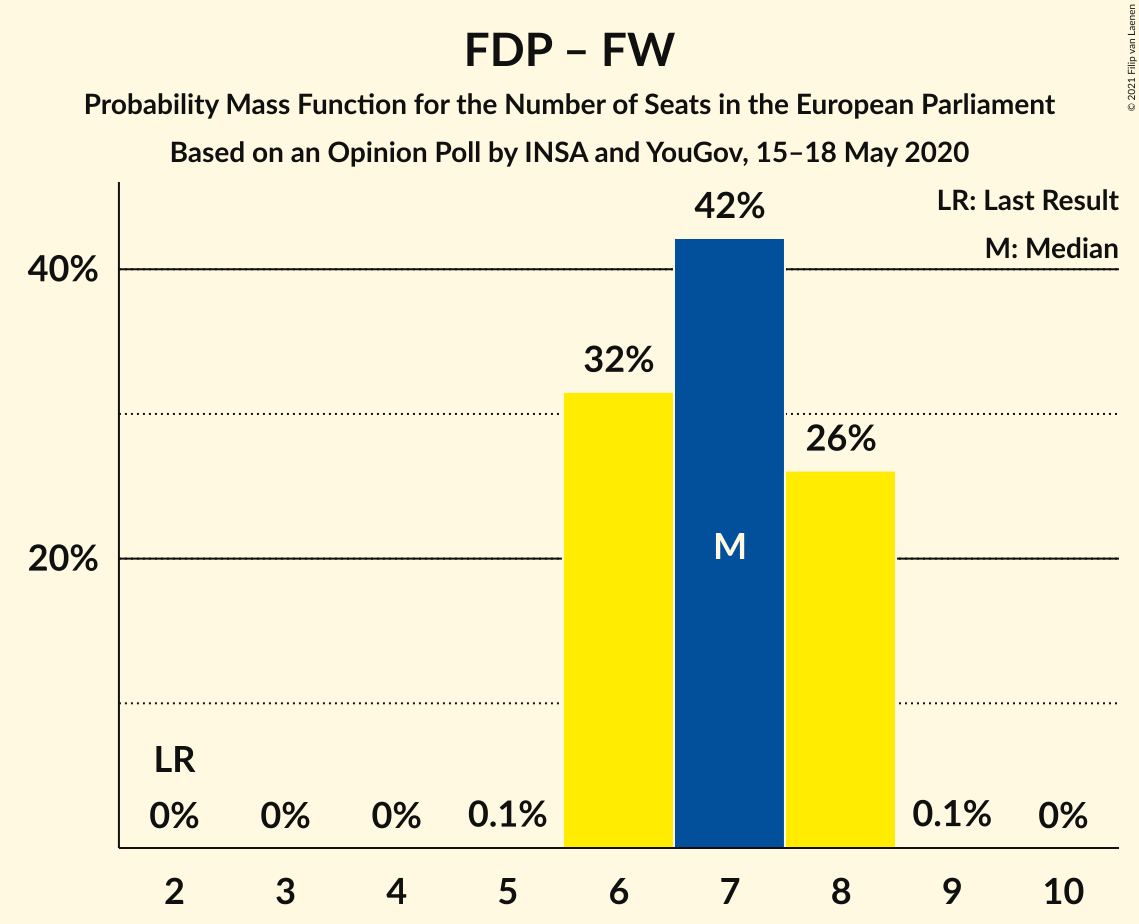 FDP – FW
Probability Mass Function for the Number of Seats in the European Parliament
Based on an Opinion Poll by INSA and YouGov, 15–18 May 2020
© 2021 Filip van Laenen
LR: Last Result
M: Median
42%
40%
32%
26%
M
20%
LR
0% 0% 0% 0.1% 0.1% 0%
2 3 4 5 6 7 8 9 10